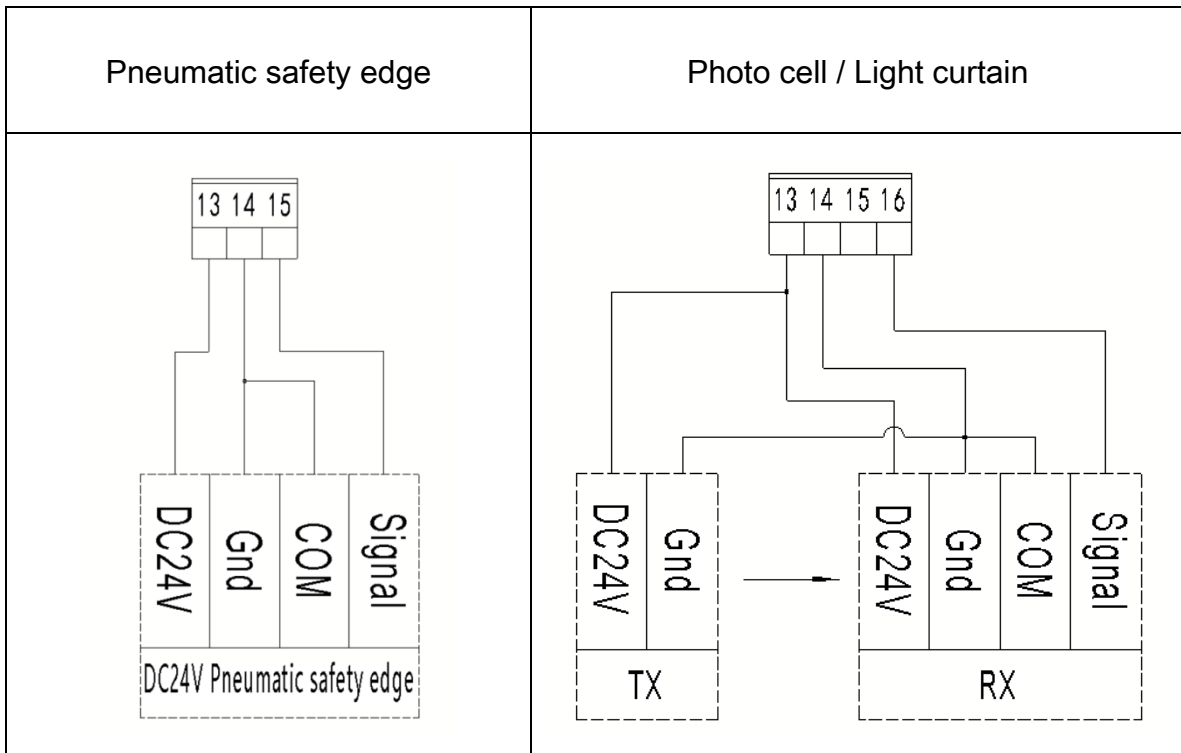 Pneumatic safety edge
Photo cell / Light curtain
13 14 15
DC24V
Gnd
COM
Signal
DC24V Pneumatic safety edge
13 14 15 16
DC24V
Gnd
TX
DC24V
Gnd
COM
Signal
RX